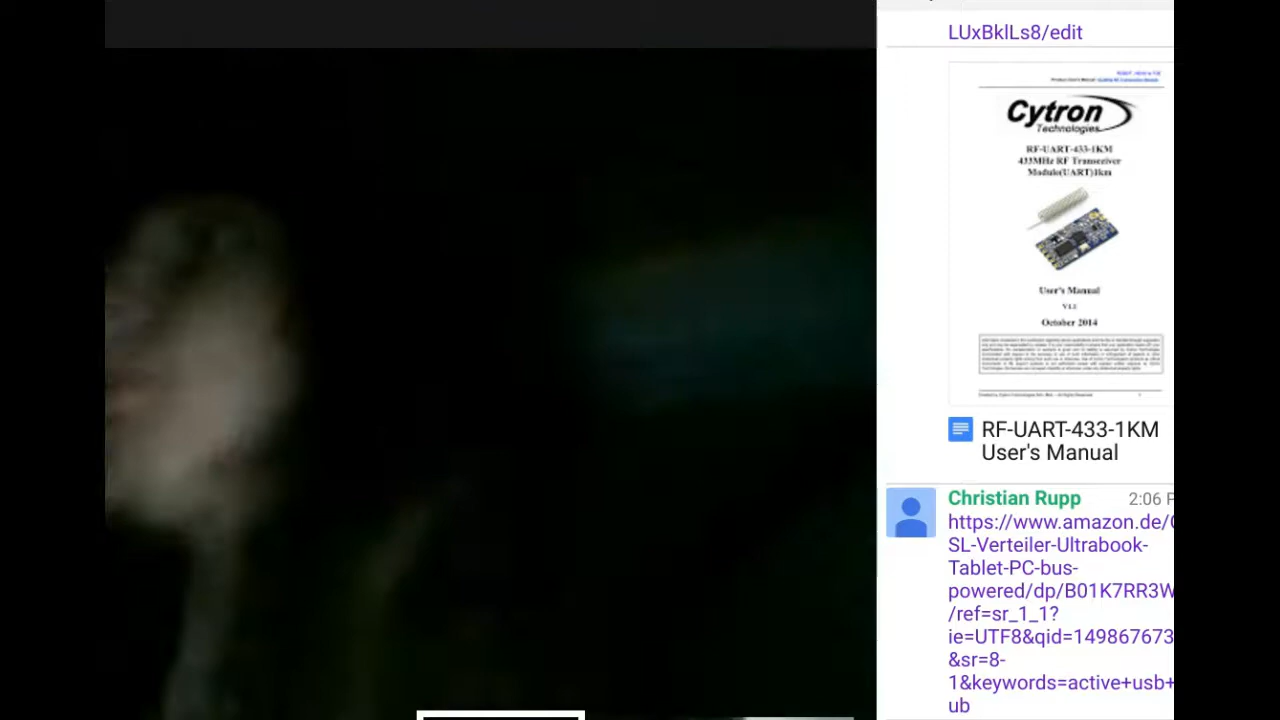 LUxBklLs8/edit
Cytron
Technologies
RF-UART-433-1KM
433MHz RF Transceiver
Module(UART)1km
User's Manual
V1.1
October 2014
RF-UART-433-1KM
User's Manual
Christian Rupp
2:06 P
https://www.amazon.de/
SL-Verteiler-Ultrabook-
Tablet-PC-bus-
powered/dp/B01K7RR3W
/ref=sr_1_1?
ie=UTF8&qid=149867673
&sr=8-
1&keywords=active+usb+
ub